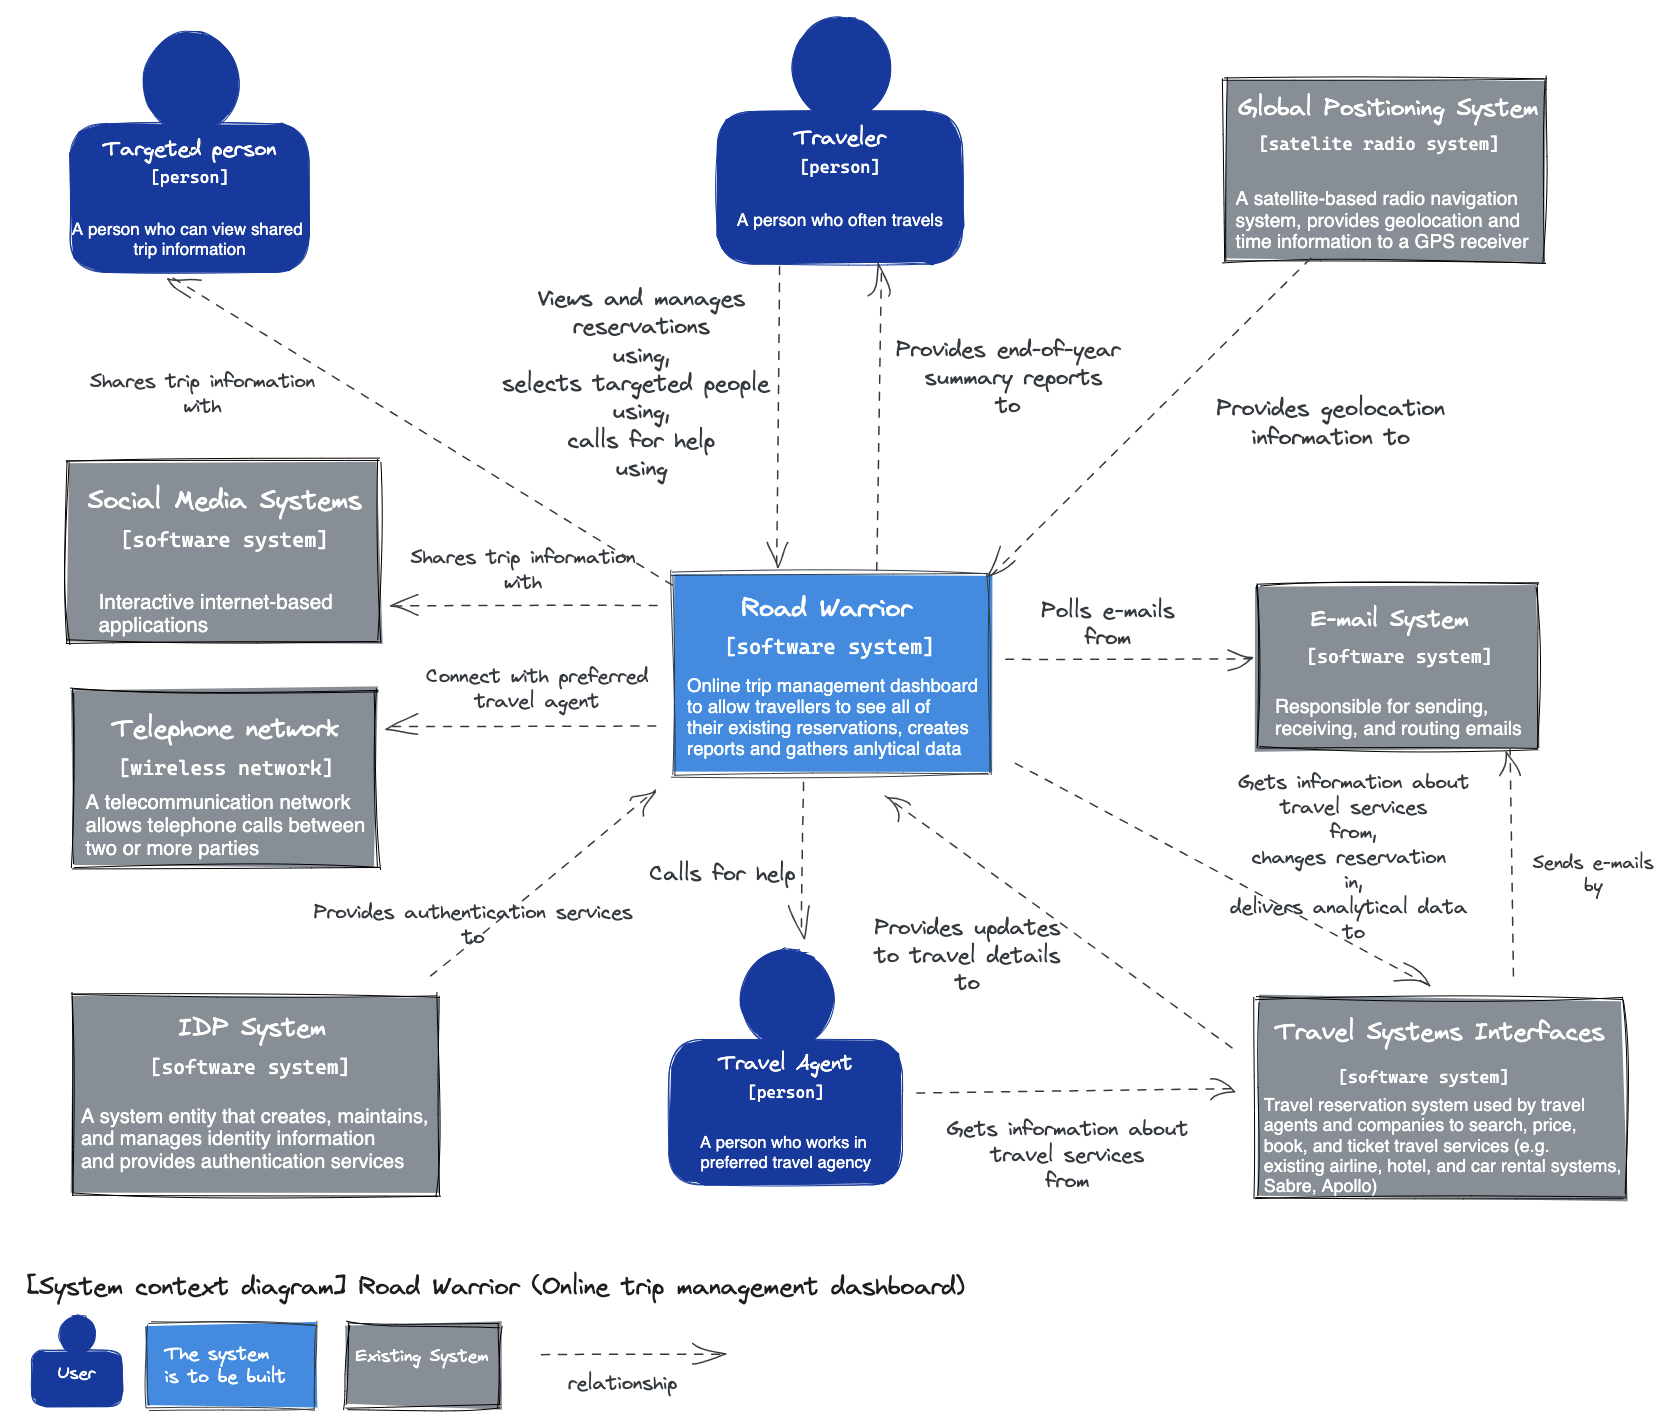 Targeted person
[person]
A person who can view shared
trip information
Traveler
[person]
A person who often travels
Global Positioning System
[satelite radio system]
A satellite-based radio navigation
system, provides geolocation and
time information to a GPS receiver
Shares trip information
with
Views and manages
reservations
using,
selects targeted people
using,
calls for help
using
Provides end-of-year
summary reports
to
Provides geolocation
information to
Social Media Systems
[software system]
Interactive internet-based
applications
Shares trip information
with
Road Warrior
[software system]
Online trip management dashboard
to allow travellers to see all of
their existing reservations, creates
reports and gathers anlytical data
Polls e-mails
from
E-mail System
[software system]
Responsible for sending,
receiving, and routing emails
Connect with preferred
travel agent
Telephone network
[wireless network]
A telecommunication network
allows telephone calls between
two or more parties
Gets information about
travel services
from,
changes reservation
in,
delivers analytical data
to
Sends e-mails
by
Calls for help
Provides authentication services
to
Provides updates
to travel details
to
IDP System
[software system]
A system entity that creates, maintains,
and manages identity information
and provides authentication services
Travel Agent
[person]
A person who works in
preferred travel agency
Gets information about
travel services
from
Travel Systems Interfaces
[software system]
Travel reservation system used by travel
agents and companies to search, price,
book, and ticket travel services (e.g.
existing airline, hotel, and car rental systems,
Sabre, Apollo)
[System context diagram] Road Warrior (Online trip management dashboard)
User
The system
is to be built
Existing System
relationship